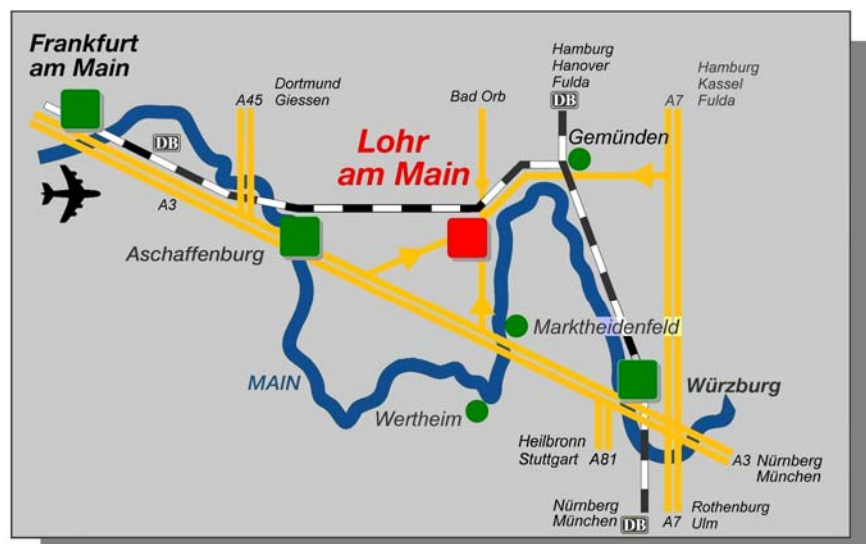 Frankfurt
am Main
Dortmund
Giessen
A45
Bad Orb
Hamburg
Hanover
Fulda
DB
A7
Hamburg
Kassel
Fulda
Gemünden
DB
Lohr
am Main
A3
Aschaffenburg
Marktheidenfeld
MAIN
Würzburg
Wertheim
Heilbronn
Stuttgart
A81
A3
Nürnberg
München
Nürnberg
München
DB
A7
Rothenburg
Ulm